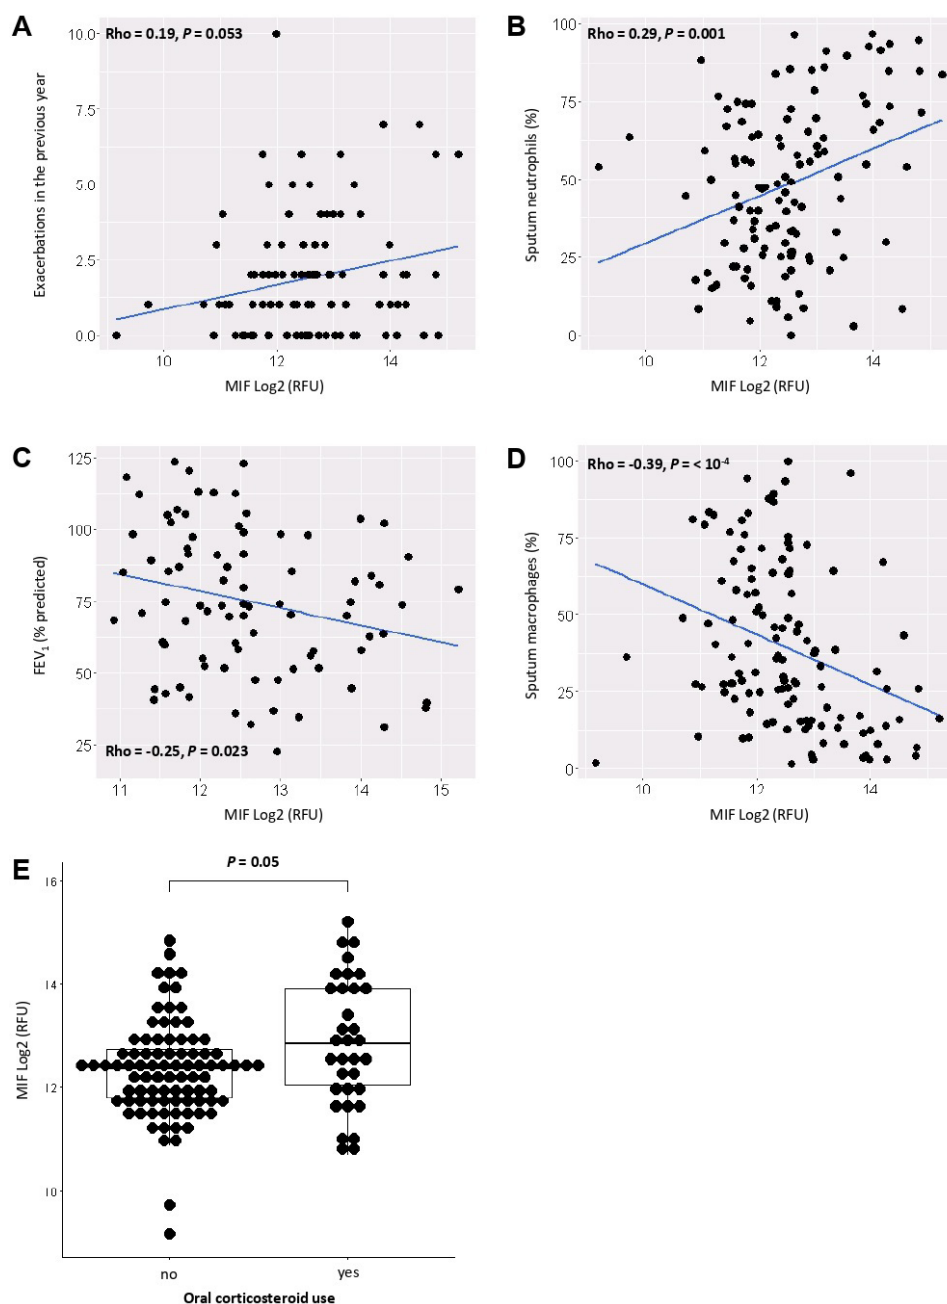 A
Rho = 0.19, P = 0.053
10.0
7.5
5.0
2.5
0.0
Exacerbations in the previous year
10
12
14
MIF Log2 (RFU)
B
Rho = 0.29, P = 0.001
100
75
50
25
0
Sputum neutrophils (%)
10
12
14
MIF Log2 (RFU)
C
125
100
75
50
25
FEV1 (% predicted)
Rho = -0.25, P = 0.023
11
12
13
14
15
MIF Log2 (RFU)
D
Rho = -0.39, P = < 10-4
100
75
50
25
0
Sputum macrophages (%)
10
12
14
MIF Log2 (RFU)
E
P = 0.05
16
14
12
10
MIF Log2 (RFU)
no
yes
Oral corticosteroid use